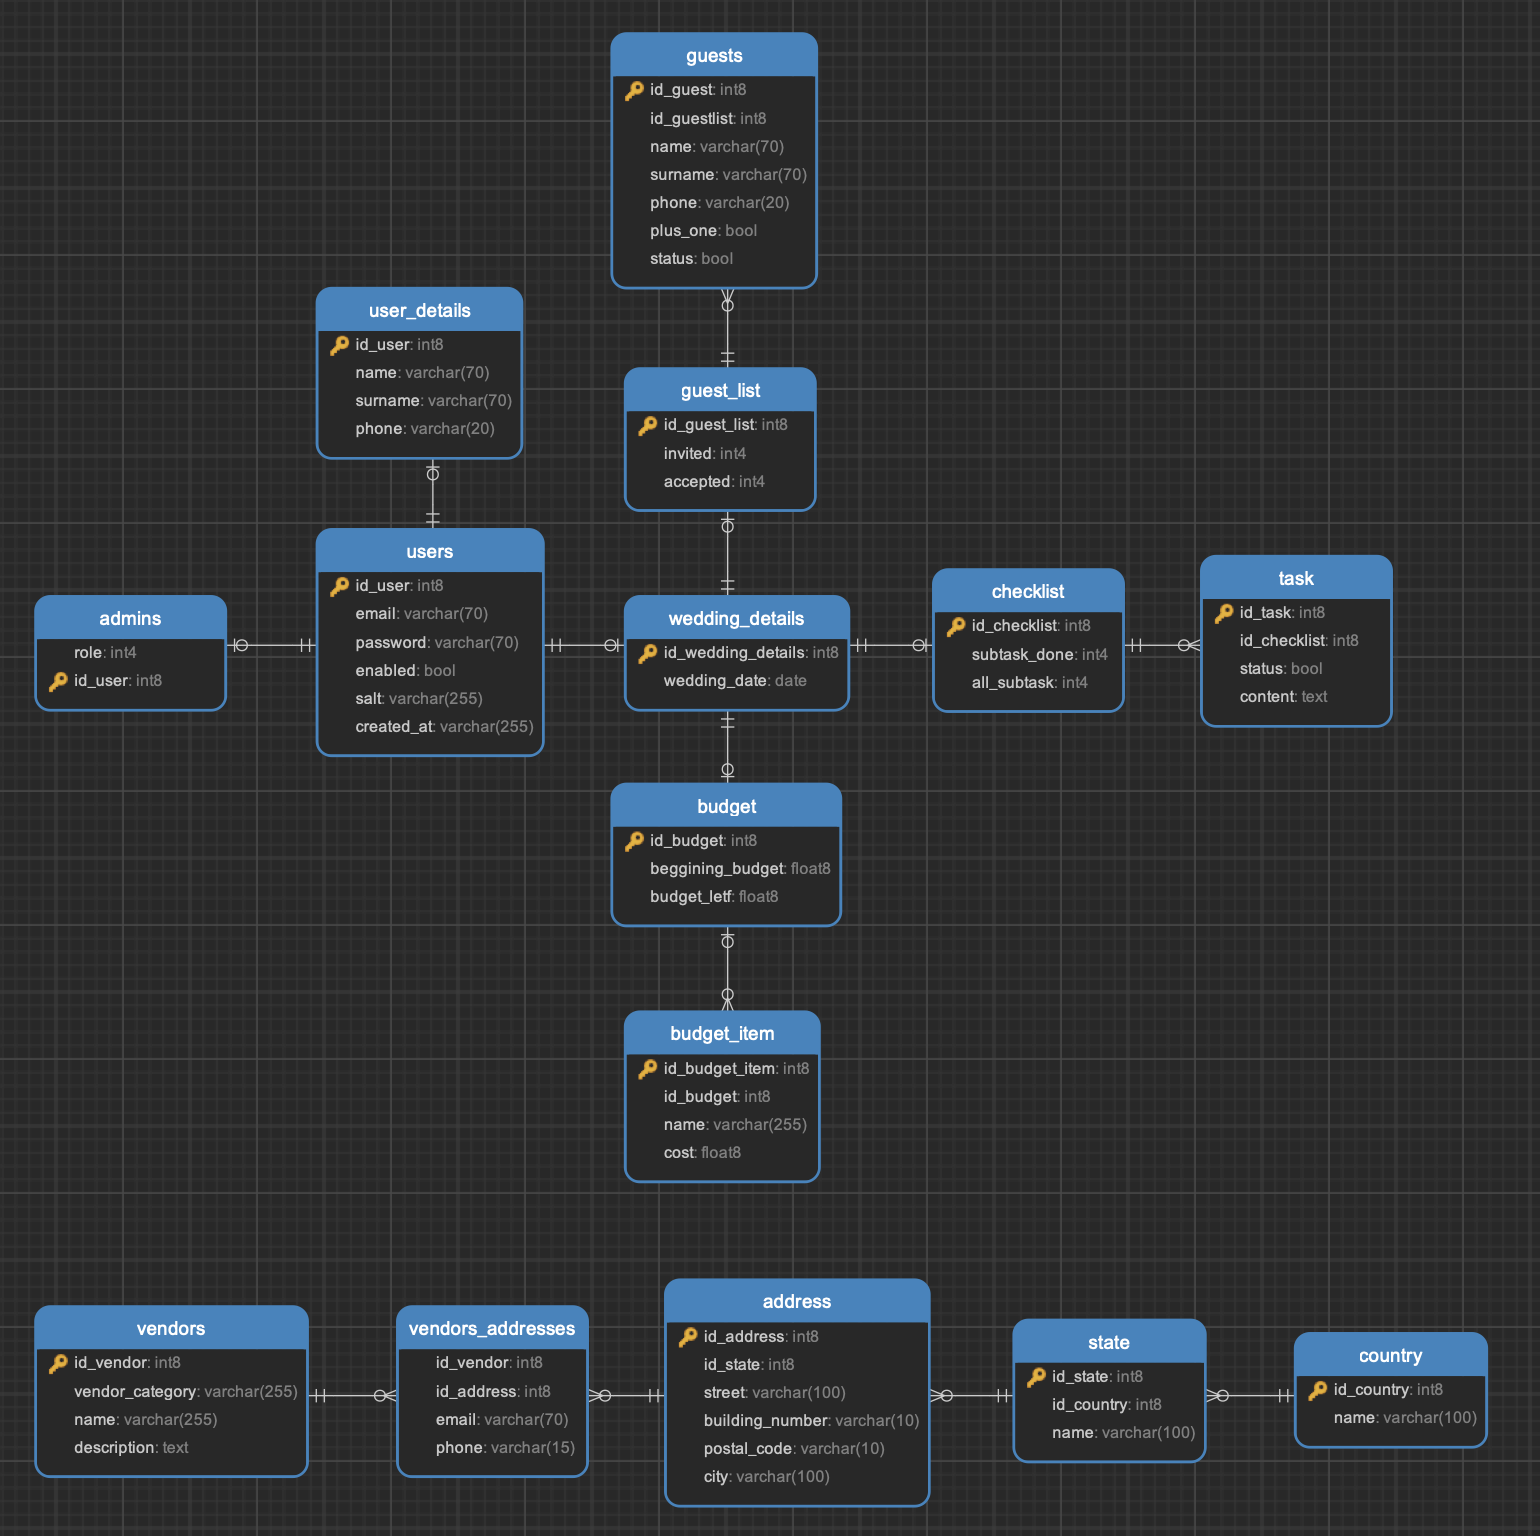 guests
id_guest: int8
id_guestlist: int8
name: varchar(70)
surname: varchar(70)
phone: varchar(20)
plus_one: bool
status: bool
user_details
id_user: int8
name: varchar(70)
surname: varchar(70)
phone: varchar(20)
guest_list
id_guest_list: int8
invited: int4
accepted: int4
users
id_user: int8
email: varchar(70)
password: varchar(70)
enabled: bool
salt: varchar(255)
created_at: varchar(255)
admins
role: int4
id_user: int8
wedding_details
id_wedding_details: int8
wedding_date: date
checklist
id_checklist: int8
subtask_done: int4
all_subtask: int4
task
id_task: int8
id_checklist: int8
status: bool
content: text
budget
id_budget: int8
beggining_budget: float8
budget_letf: float8
budget_item
id_budget_item: int8
id_budget: int8
name: varchar(255)
cost: float8
vendors
id_vendor: int8
vendor_category: varchar(255)
name: varchar(255)
description: text
vendors_addresses
id_vendor: int8
id_address: int8
email: varchar(70)
phone: varchar(15)
address
id_address: int8
id_state: int8
street: varchar(100)
building_number: varchar(10)
postal_code: varchar(10)
city: varchar(100)
state
id_state: int8
id_country: int8
name: varchar(100)
country
id_country: int8
name: varchar(100)